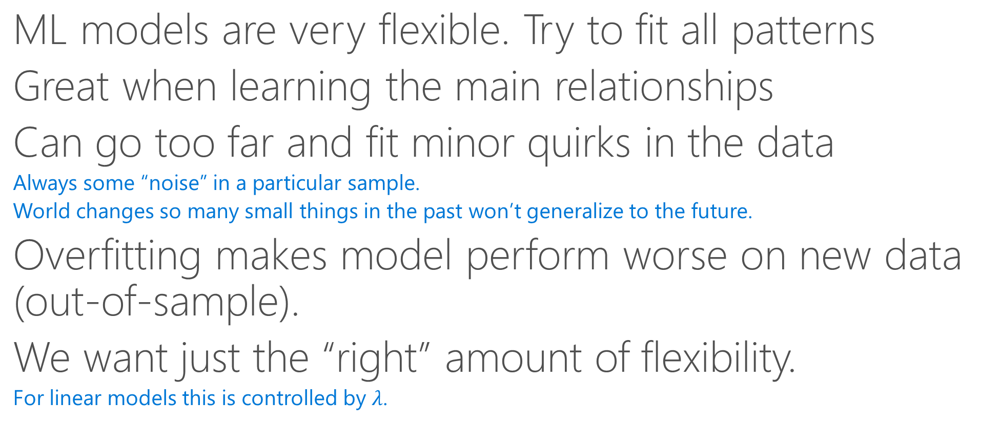 ML models are very flexible. Try to fit all patterns
Great when learning the main relationships
Can go too far and fit minor quirks in the data
Always some “noise” in a particular sample.
World changes so many small things in the past won’t generalize to the future.
Overfitting makes model perform worse on new data
(out-of-sample).
We want just the “right” amount of flexibility.
For linear models this is controlled by λ.